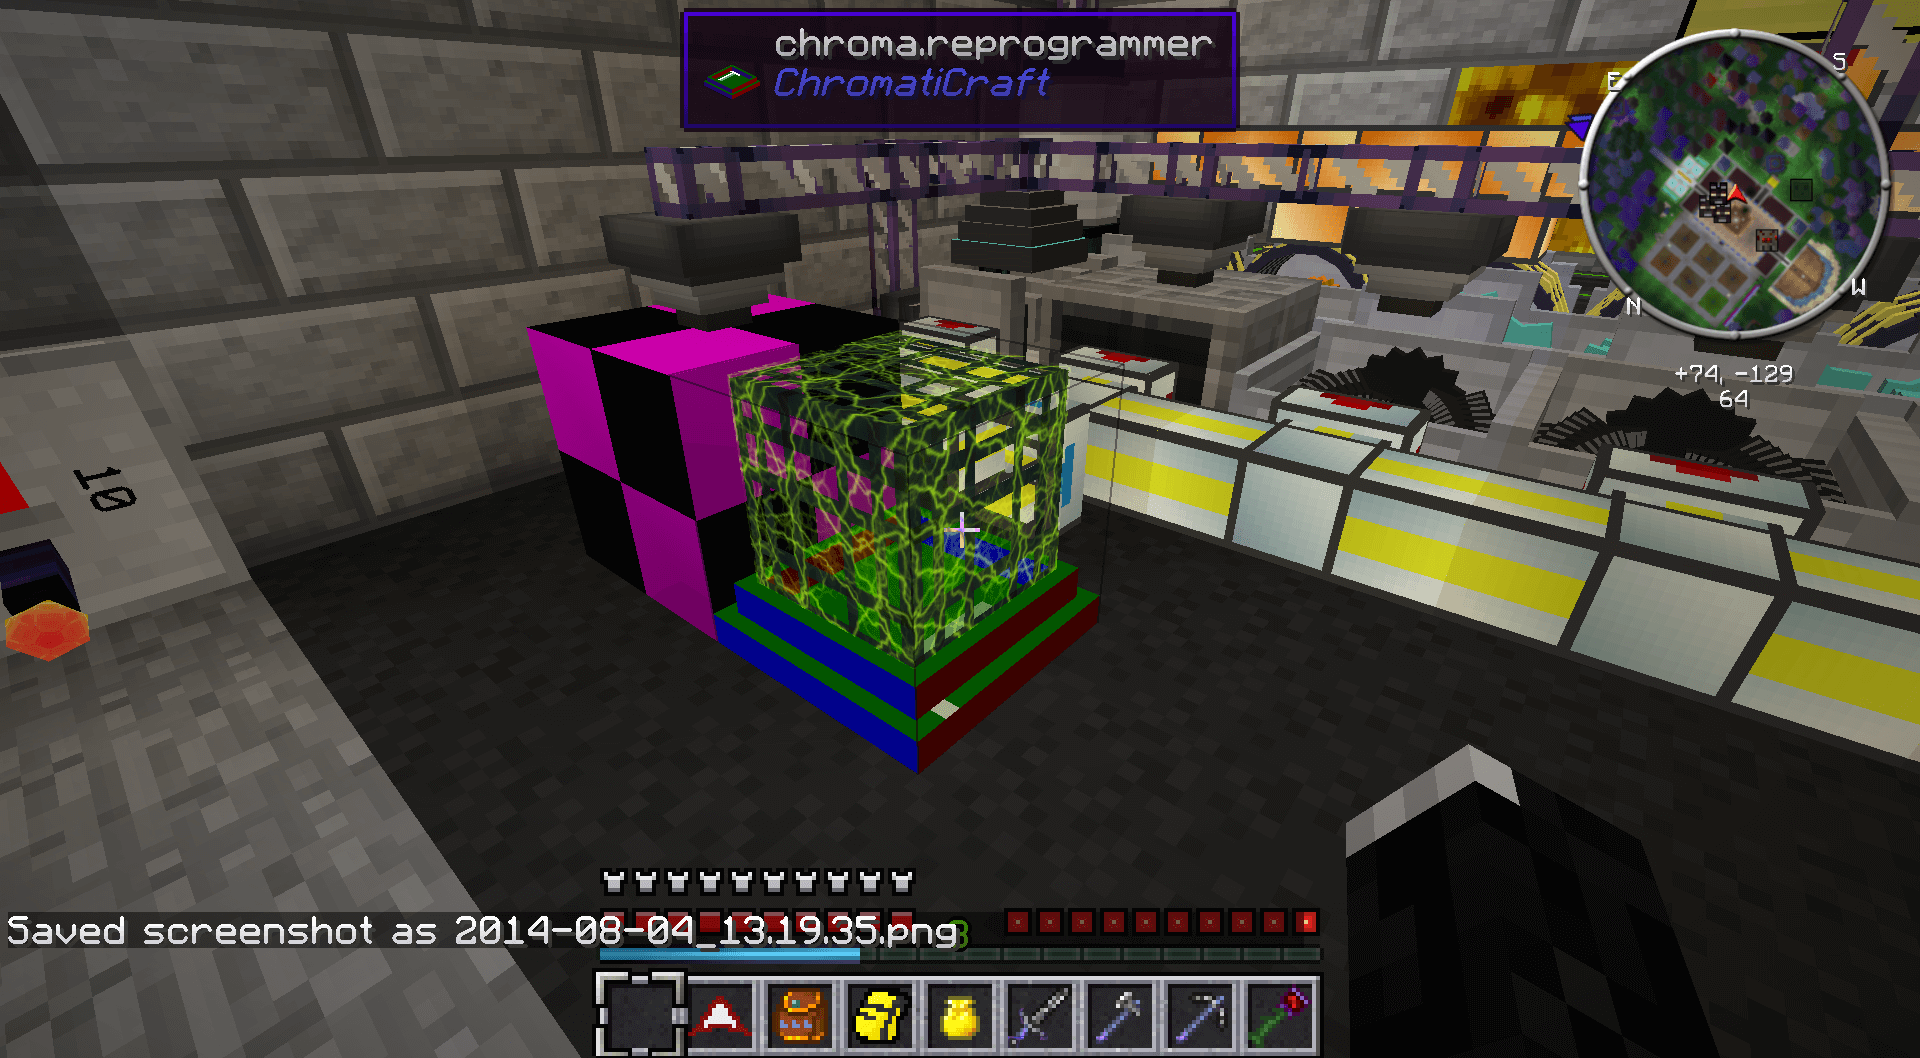 chroma.reprogrammer
ChromatiCraft
S
E
W
N
+74, -129
64
10
Saved screenshot as 2014-08-04_13.19.35.png